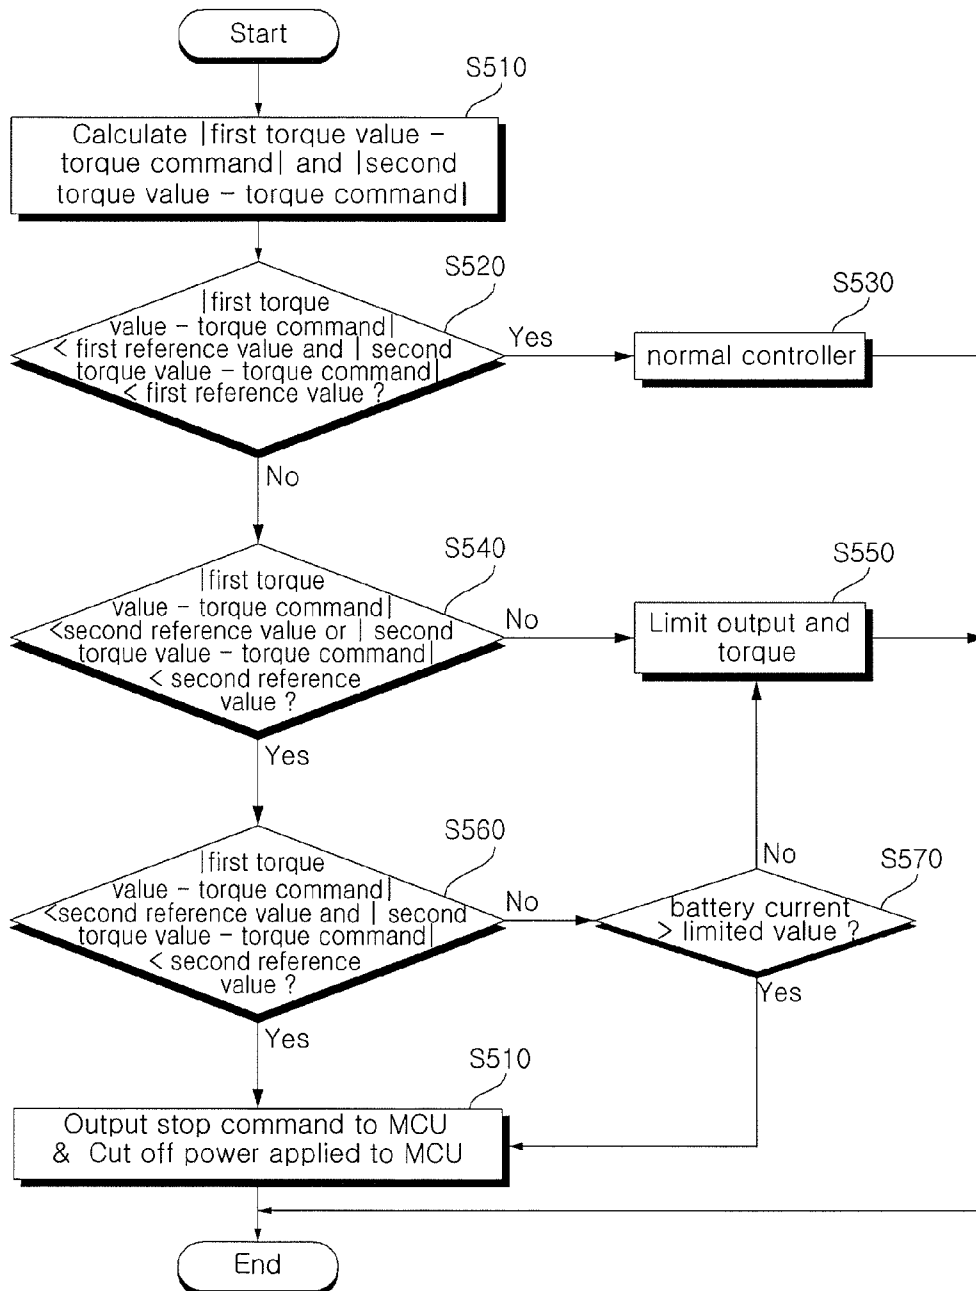 Start
S510
Calculate |first torque value –
torque command| and |second
torque value – torque command|
S520
|first torque
value – torque command|
< first reference value and | second
torque value – torque command|
< first reference value ?
Yes
S530
normal controller
No
S540
|first torque
value – torque command|
<second reference value or | second
torque value – torque command|
< second reference
value ?
No
S550
Limit output and
torque
Yes
S560
|first torque
value – torque command|
<second reference value and | second
torque value – torque command|
< second reference
value ?
No
No
S570
battery current
> limited value ?
Yes
Yes
S510
Output stop command to MCU
& Cut off power applied to MCU
End